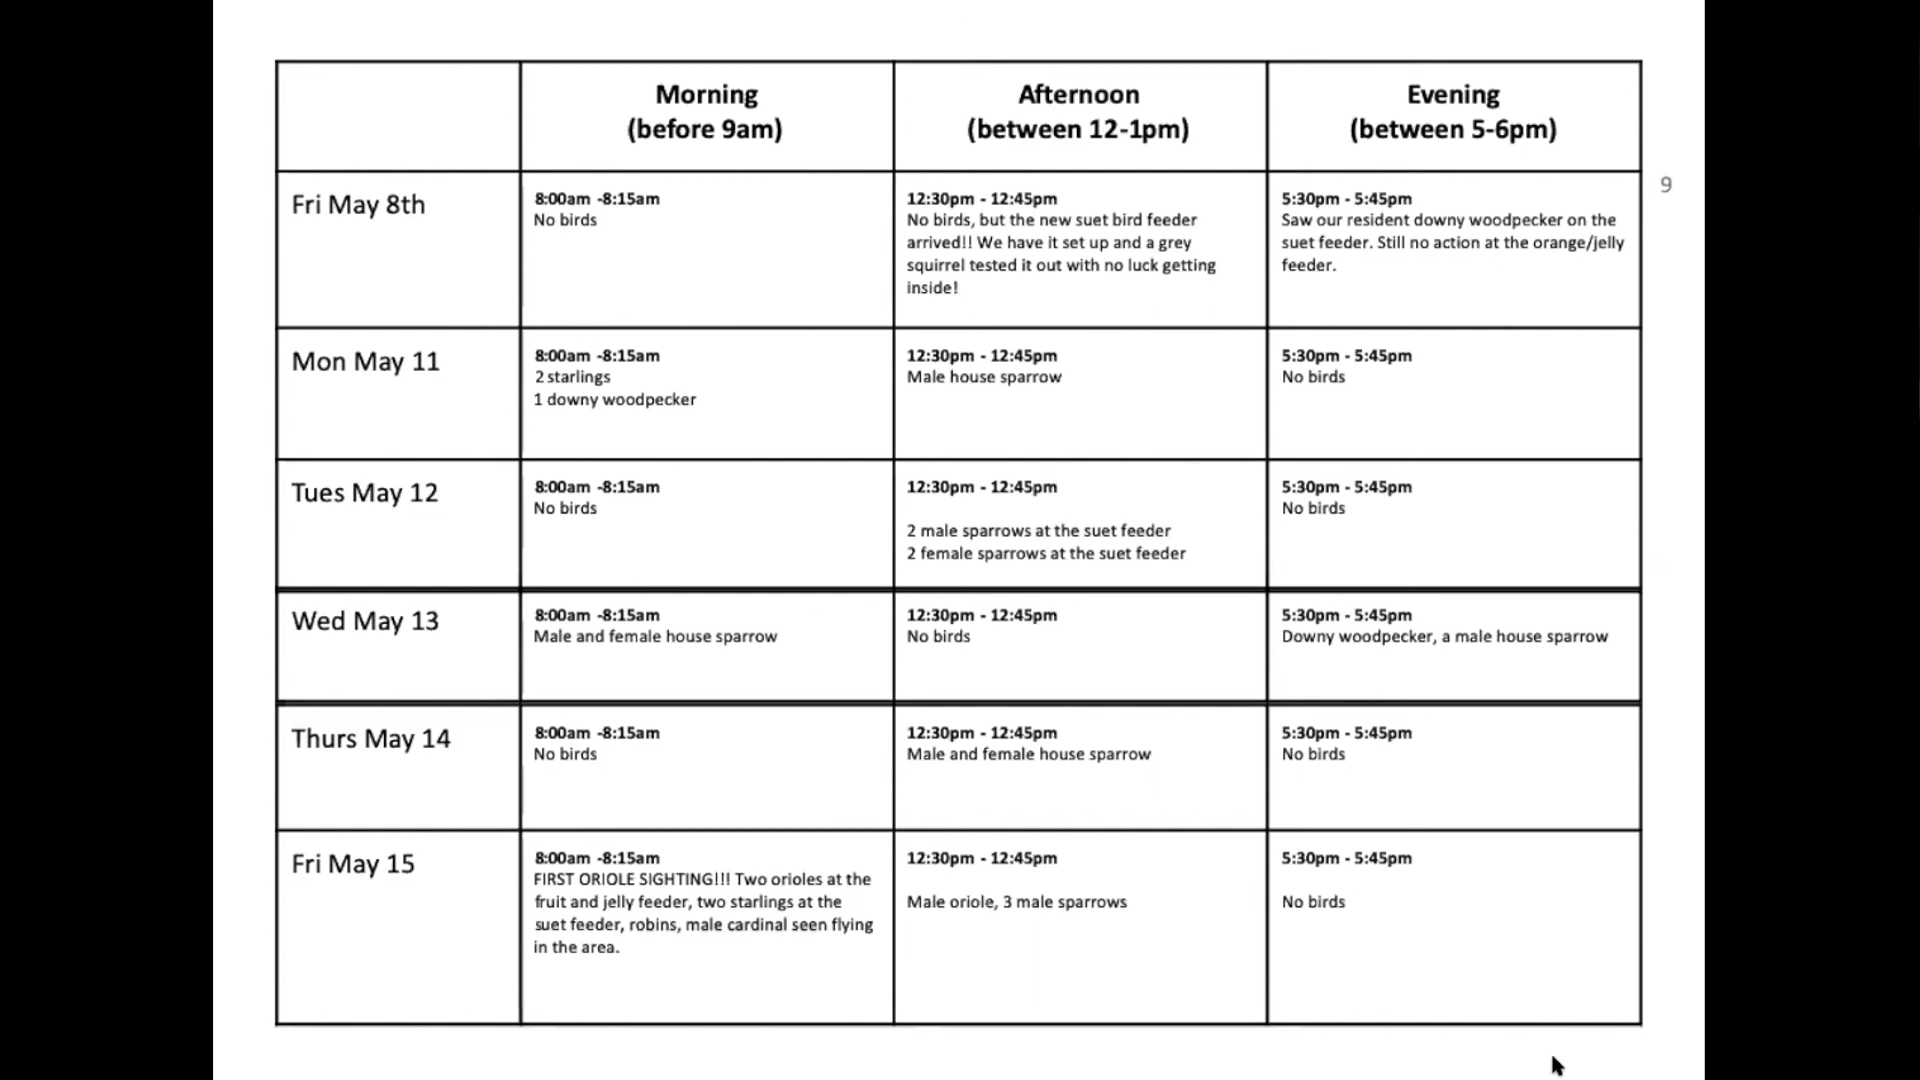 Morning
(before 9am)
Afternoon
(between 12-1pm)
Evening
(between 5-6pm)
9
Fri May 8th
8:00am -8:15am
No birds
12:30pm - 12:45pm
No birds, but the new suet bird feeder
arrived!! We have it set up and a grey
squirrel tested it out with no luck getting
inside!
5:30pm - 5:45pm
Saw our resident downy woodpecker on the
suet feeder. Still no action at the orange/jelly
feeder.
Mon May 11
8:00am -8:15am
2 starlings
1 downy woodpecker
12:30pm - 12:45pm
Male house sparrow
5:30pm - 5:45pm
No birds
Tues May 12
8:00am -8:15am
No birds
12:30pm - 12:45pm
2 male sparrows at the suet feeder
2 female sparrows at the suet feeder
5:30pm - 5:45pm
No birds
Wed May 13
8:00am -8:15am
Male and female house sparrow
12:30pm - 12:45pm
No birds
5:30pm - 5:45pm
Downy woodpecker, a male house sparrow
Thurs May 14
8:00am -8:15am
No birds
12:30pm - 12:45pm
Male and female house sparrow
5:30pm - 5:45pm
No birds
Fri May 15
8:00am -8:15am
FIRST ORIOLE SIGHTING!!! Two orioles at the
fruit and jelly feeder, two starlings at the
suet feeder, robins, male cardinal seen flying
in the area.
12:30pm - 12:45pm
Male oriole, 3 male sparrows
5:30pm - 5:45pm
No birds